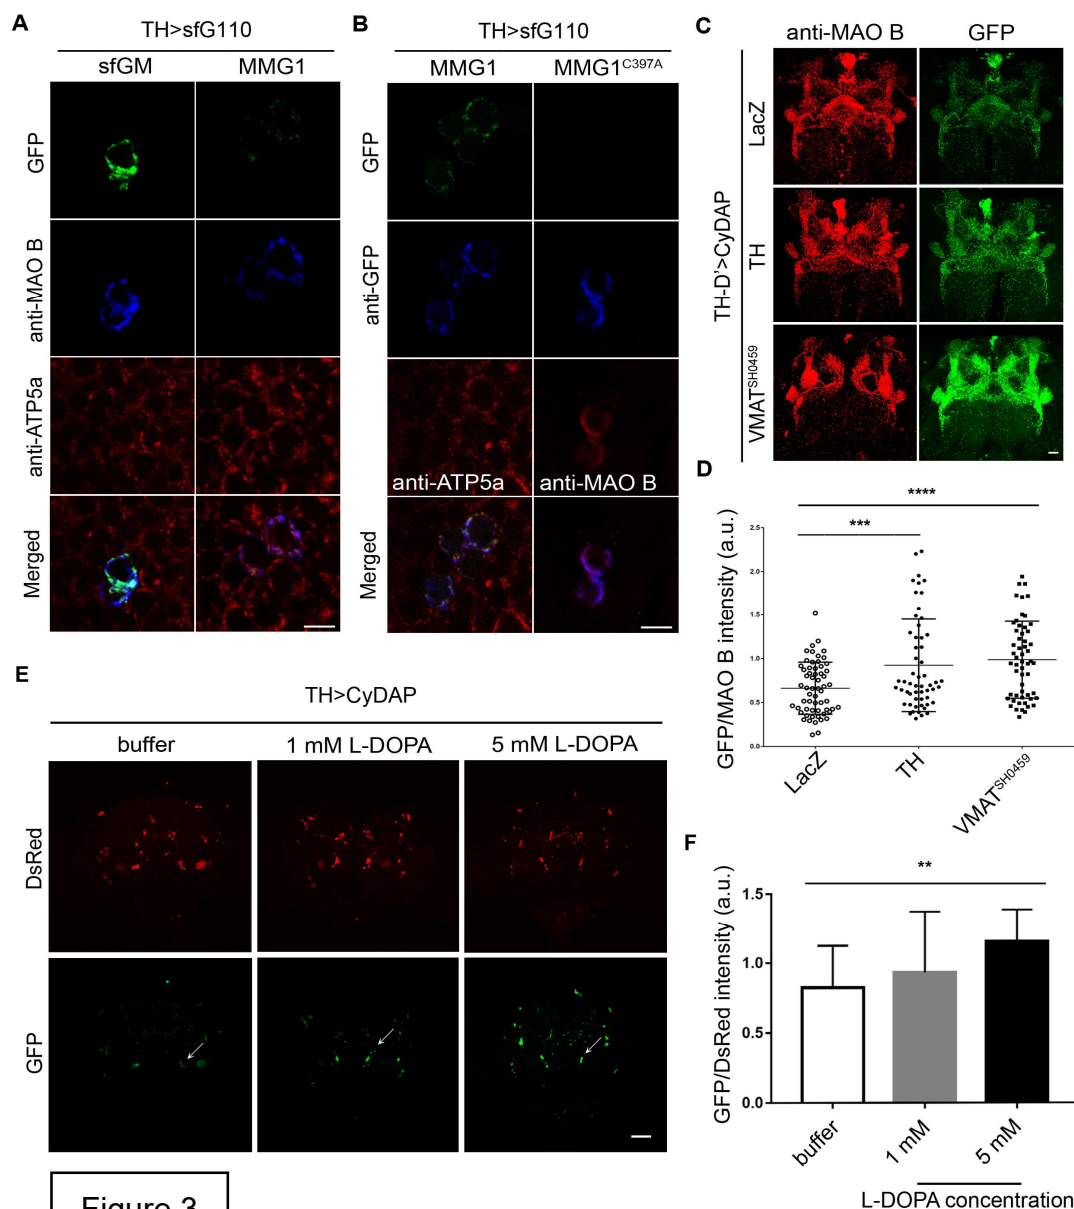 A
TH>sfG110
sfGM MMG1
GFP
anti-MAO B
anti-ATP5a
Merged
B
TH>sfG110
MMG1 MMG1C397A
GFP
anti-GFP
anti-ATP5a anti-MAO B
Merged
C
anti-MAO B GFP
TH-D'>CyDAP
LacZ
TH
VMATSH0459
D
****
***
GFP/MAO B intensity (a.u.)
2.5
2.0
1.5
1.0
0.5
0.0
LacZ
TH
VMATSH0459
E
TH>CyDAP
buffer 1 mM L-DOPA 5 mM L-DOPA
DsRed
GFP
F
**
GFP/DsRed intensity (a.u.)
1.5
1.0
0.5
0.0
buffer
1 mM
5 mM
L-DOPA concentration
Figure 3